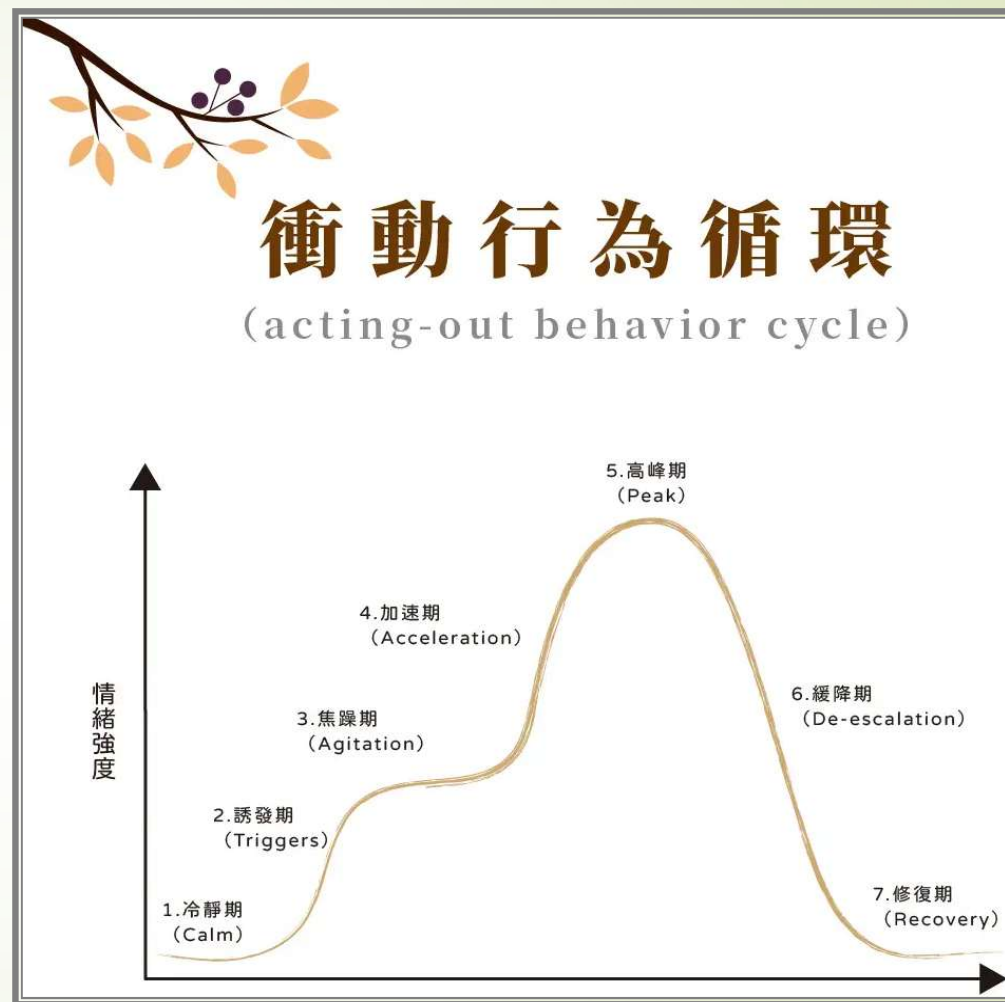 衝動行為循環
(acting-out behavior cycle)
5.高峰期
(Peak)
4.加速期
(Acceleration)
情緒強度
3.焦躁期
(Agitation)
6.緩降期
(De-escalation)
2.誘發期
(Triggers)
1.冷靜期
(Calm)
7.修復期
(Recovery)